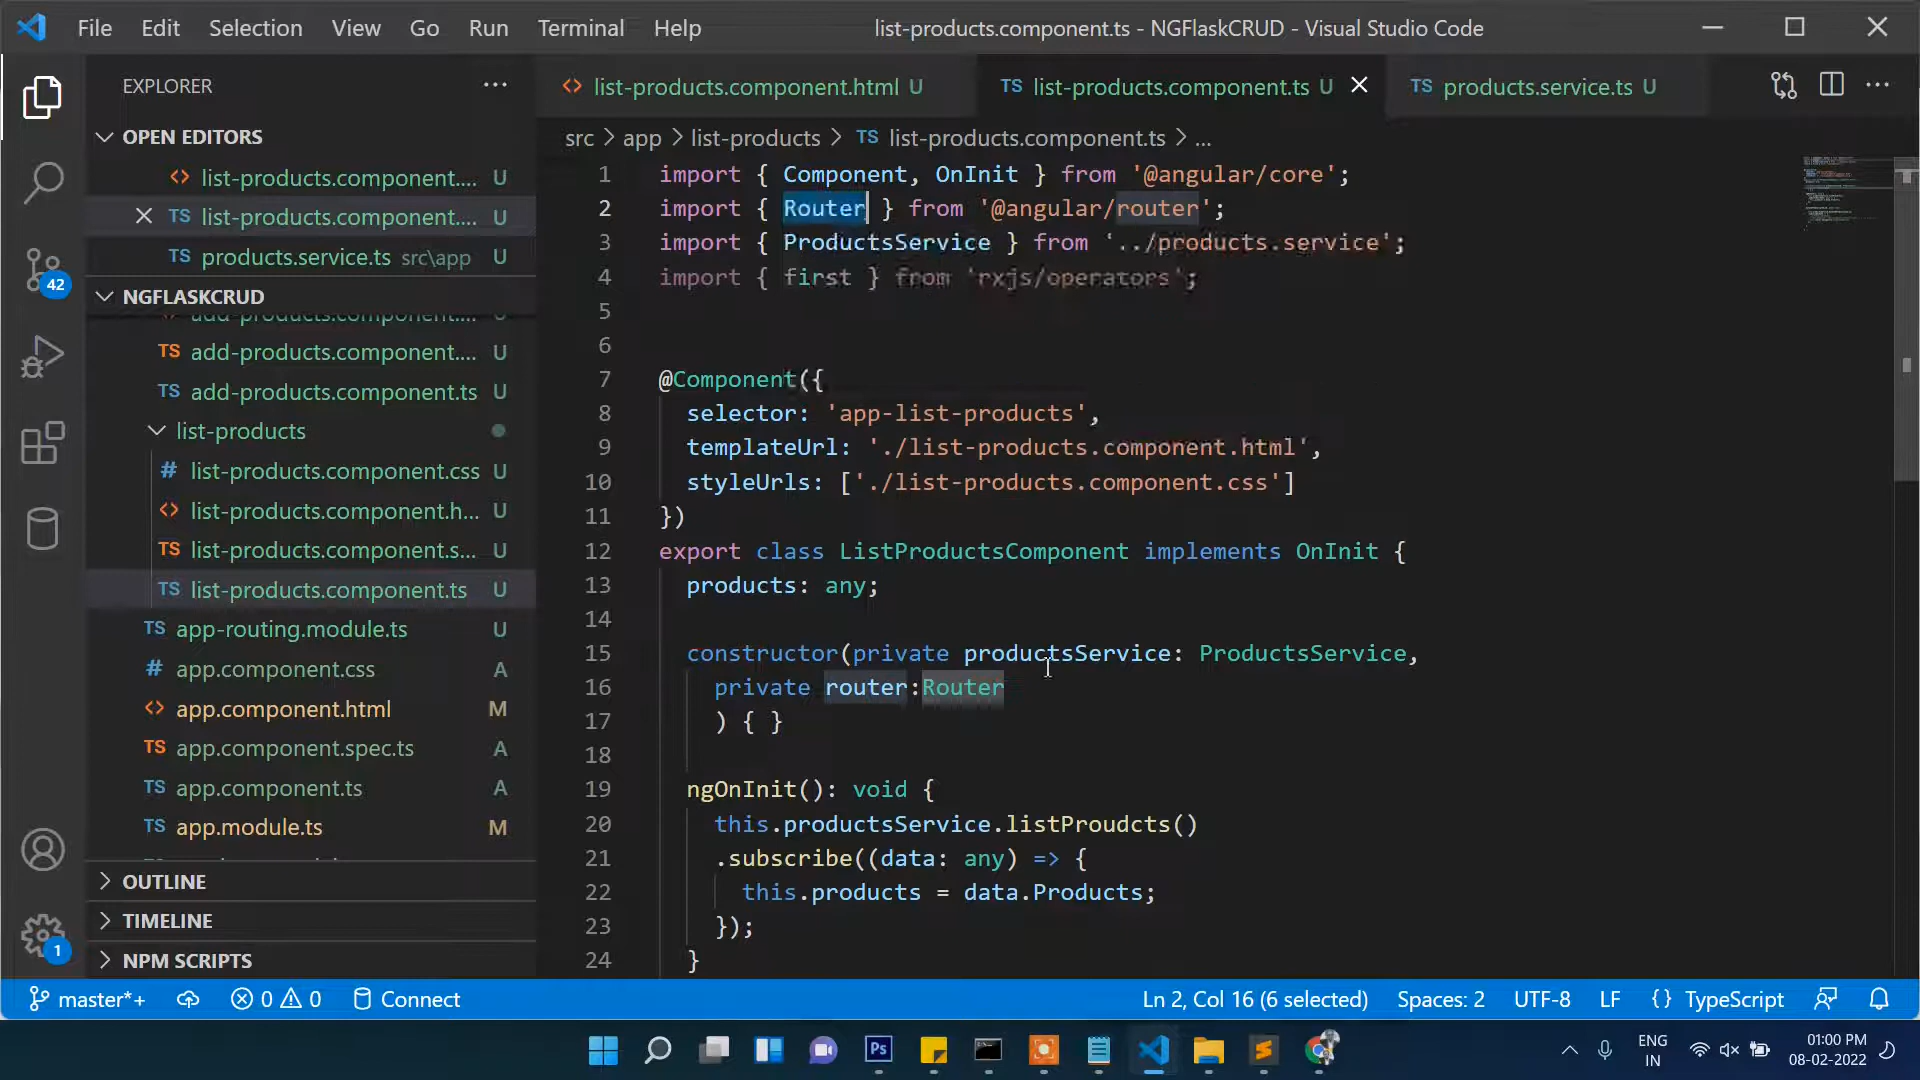 File Edit Selection View Go Run Terminal Help list-products.component.ts - NGFlaskCRUD - Visual Studio Code
EXPLORER
OPEN EDITORS
<> list-products.component.... U
TS list-products.component.... U
TS products.service.ts src\app U
NGFLASKCRUD
add-products.component.... U
TS add-products.component.... U
TS add-products.component.ts U
list-products
# list-products.component.css U
<> list-products.component.h... U
TS list-products.component.s... U
TS list-products.component.ts U
TS app-routing.module.ts U
# app.component.css A
<> app.component.html M
TS app.component.spec.ts A
TS app.component.ts A
TS app.module.ts M
OUTLINE
TIMELINE
NPM SCRIPTS
42
1
<> list-products.component.html U TS list-products.component.ts U TS products.service.ts U
src > app > list-products > TS list-products.component.ts > ...
1 import { Component, OnInit } from '@angular/core';
2 import { Router } from '@angular/router';
3 import { ProductsService } from '../products.service';
4 import { first } from 'rxjs/operators';
5
6
7 @Component({
8 selector: 'app-list-products',
9 templateUrl: './list-products.component.html',
10 styleUrls: ['./list-products.component.css']
11 })
12 export class ListProductsComponent implements OnInit {
13 products: any;
14
15 constructor(private productsService: ProductsService,
16 private router:Router
17 ) { }
18
19 ngOnInit(): void {
20 this.productsService.listProudcts()
21 .subscribe((data: any) => {
22 this.products = data.Products;
23 });
24 }
master*+ 0 0 Connect Ln 2, Col 16 (6 selected) Spaces: 2 UTF-8 LF {} TypeScript
Ps
ENG
IN
01:00 PM
08-02-2022